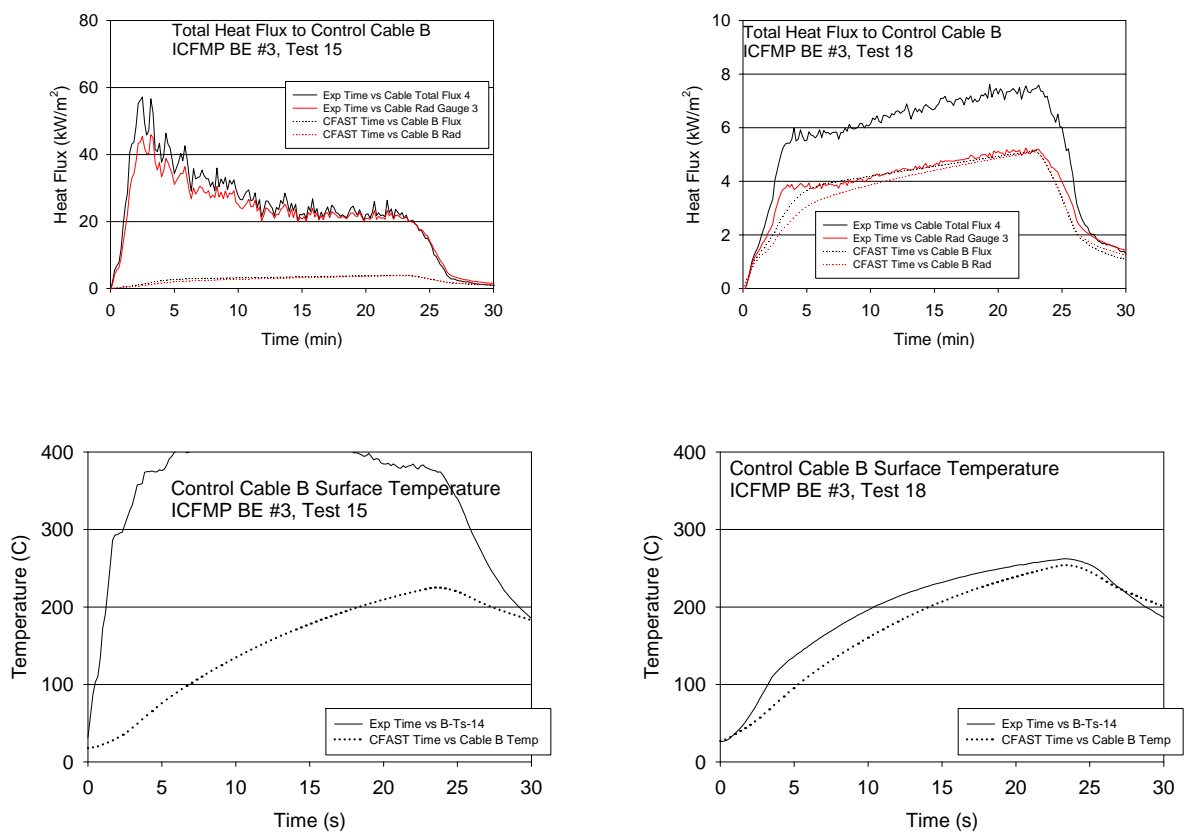 Total Heat Flux to Control Cable B
ICFMP BE #3, Test 15
Exp Time vs Cable Total Flux 4
Exp Time vs Cable Rad Gauge 3
CFAST Time vs Cable B Flux
CFAST Time vs Cable B Rad
Heat Flux (kW/m²)
80
60
40
20
0
0 5 10 15 20 25 30
Time (min)
Total Heat Flux to Control Cable B
ICFMP BE #3, Test 18
Exp Time vs Cable Total Flux 4
Exp Time vs Cable Rad Gauge 3
CFAST Time vs Cable B Flux
CFAST Time vs Cable B Rad
Heat Flux (kW/m²)
10
8
6
4
2
0
0 5 10 15 20 25 30
Time (min)
Control Cable B Surface Temperature
ICFMP BE #3, Test 15
Exp Time vs B-Ts-14
CFAST Time vs Cable B Temp
Temperature (C)
400
300
200
100
0
0 5 10 15 20 25 30
Time (s)
Control Cable B Surface Temperature
ICFMP BE #3, Test 18
Exp Time vs B-Ts-14
CFAST Time vs Cable B Temp
Temperature (C)
400
300
200
100
0
0 5 10 15 20 25 30
Time (s)